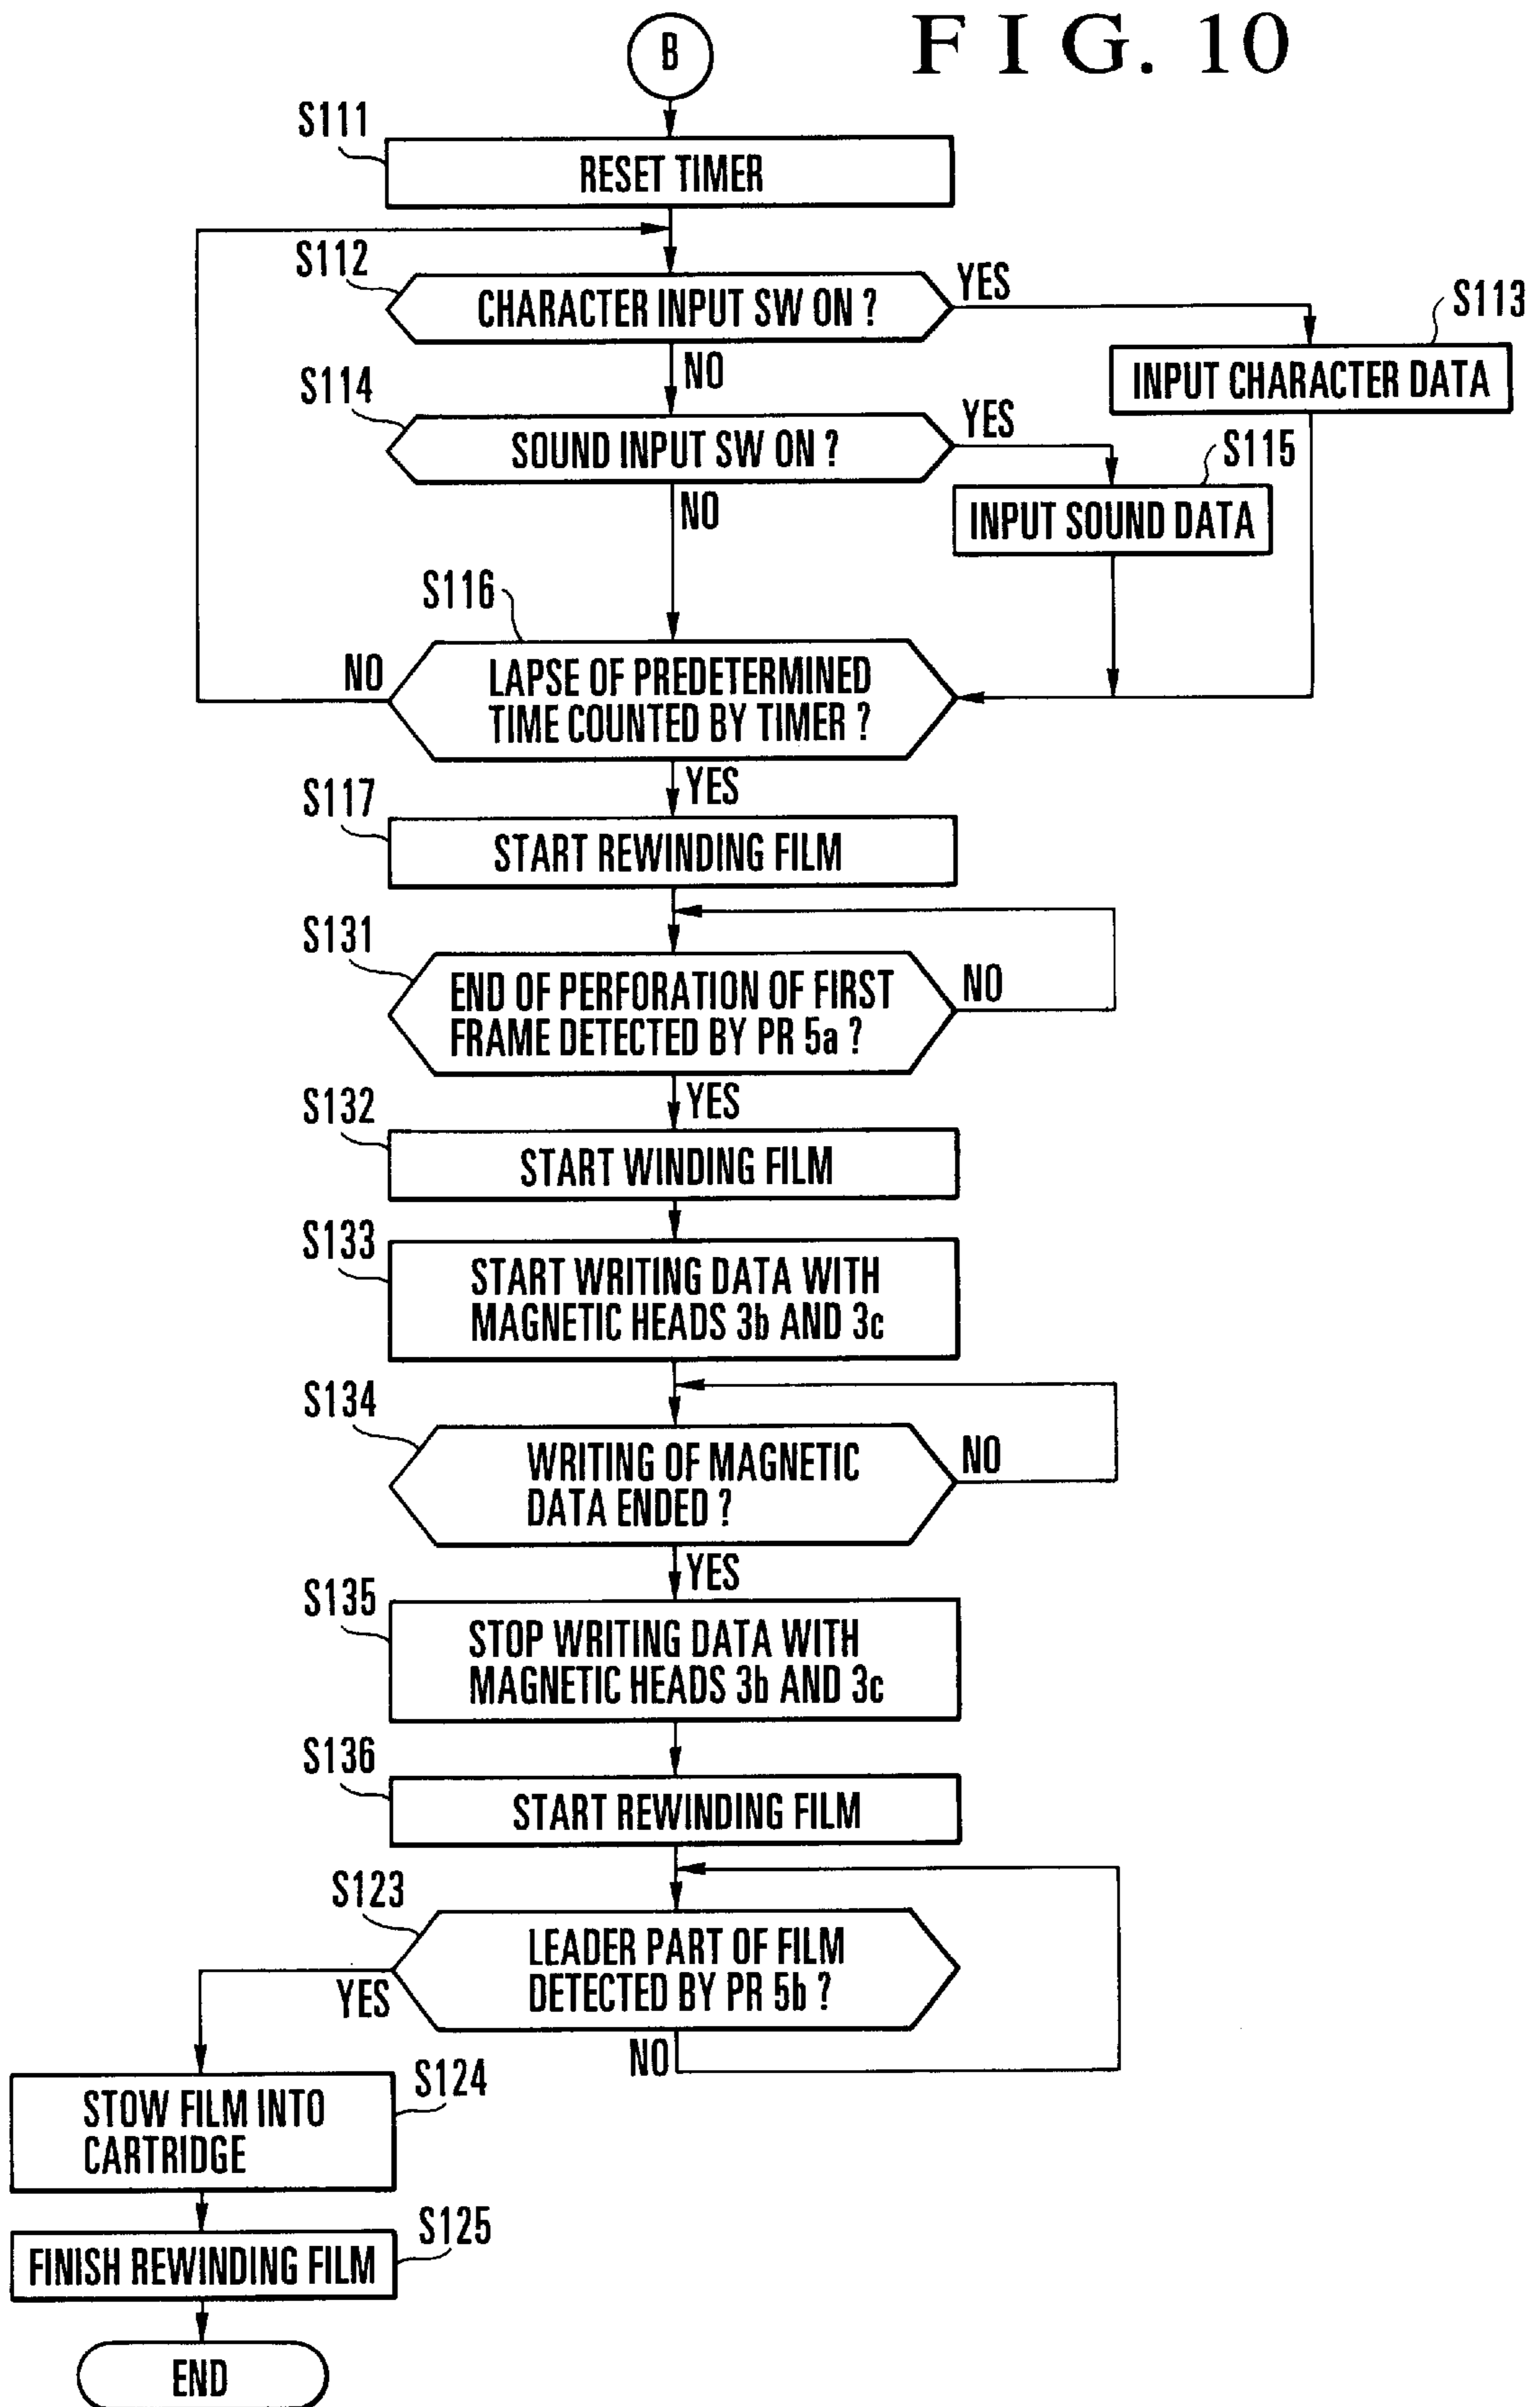 FIG. 10
B
S111
RESET TIMER
S112
CHARACTER INPUT SW ON ?
YES
S113
INPUT CHARACTER DATA
NO
S114
SOUND INPUT SW ON ?
YES
S115
INPUT SOUND DATA
NO
S116
LAPSE OF PREDETERMINED
TIME COUNTED BY TIMER ?
NO
YES
S117
START REWINDING FILM
S131
END OF PERFORATION OF FIRST
FRAME DETECTED BY PR 5a ?
NO
YES
S132
START WINDING FILM
S133
START WRITING DATA WITH
MAGNETIC HEADS 3b AND 3c
S134
WRITING OF MAGNETIC
DATA ENDED ?
NO
YES
S135
STOP WRITING DATA WITH
MAGNETIC HEADS 3b AND 3c
S136
START REWINDING FILM
S123
LEADER PART OF FILM
DETECTED BY PR 5b ?
YES
NO
S124
STOW FILM INTO
CARTRIDGE
S125
FINISH REWINDING FILM
END